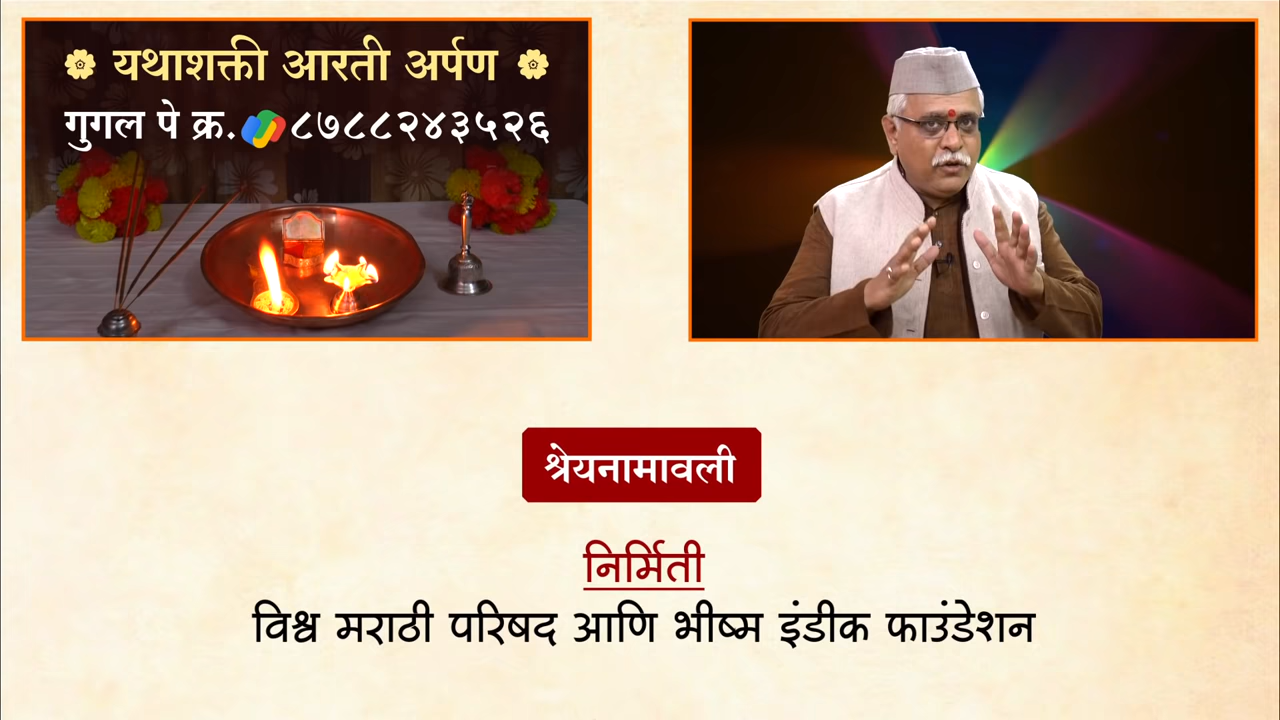 यथाशक्ती आरती अर्पण
गुगल पे क्र. ८७८८२४३५२६
श्रेयनामावली
निर्मिती
विश्व मराठी परिषद आणि भीष्म इंडीक फाउंडेशन